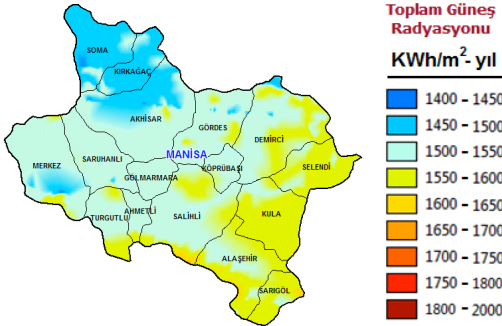 Toplam Güneş
Radyasyonu
KWh/m²- yıl
1400 - 1450
1450 - 1500
1500 - 1550
1550 - 1600
1600 - 1650
1650 - 1700
1700 - 1750
1750 - 1800
1800 - 2000
SOMA
KIRKAĞAÇ
AKHİSAR
GÖRDES
DEMİRCİ
MANİSA
MERKEZ
SARUHANLI
KÖPRÜBAŞI
SELENDİ
GÖLMARMARA
TURGUTLU
AHMETLİ
SALİHLİ
KULA
ALAŞEHİR
SARIGÖL